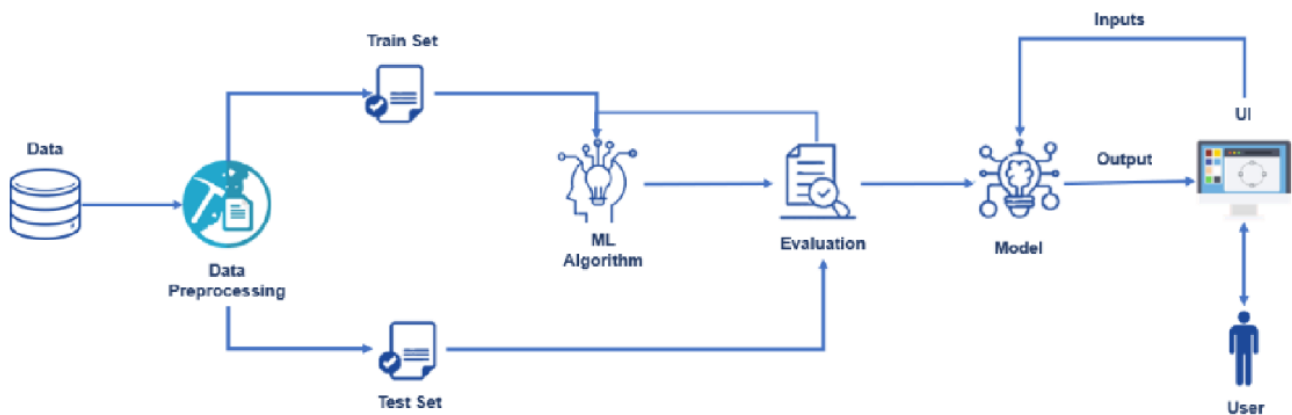 Inputs
Train Set
UI
Data
Output
ML
Algorithm
Evaluation
Model
Data
Preprocessing
Test Set
User